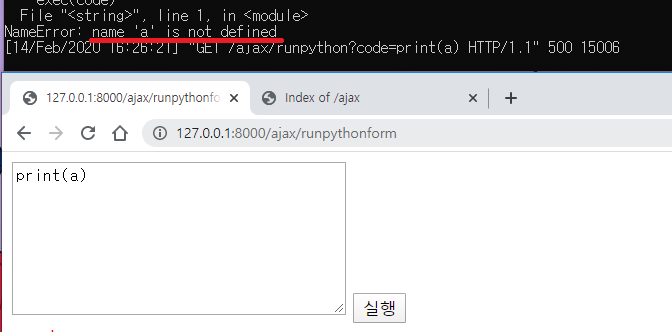 exec(code)
File "<string>", line 1, in <module>
NameError: name 'a' is not defined
[14/Feb/2020 16:26:21] "GET /ajax/runpython?code=print(a) HTTP/1.1" 500 15006
127.0.0.1:8000/ajax/runpythonfo
Index of /ajax
127.0.0.1:8000/ajax/runpythonform
print(a)
실행